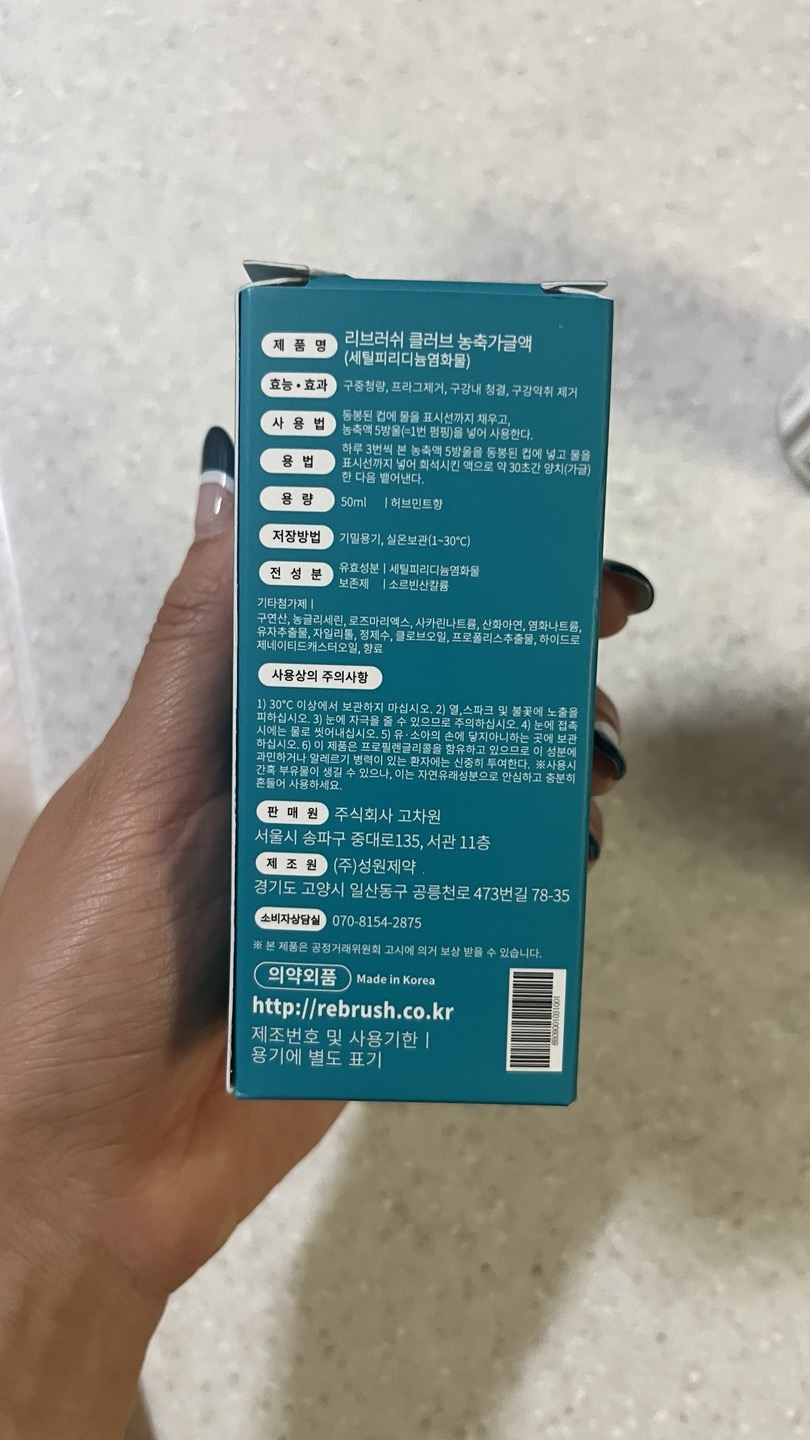 제 품 명 리브러쉬 클러브 농축가글액
(세틸피리디늄염화물)
효능•효과 구중청량, 프라그제거, 구강내 청결, 구강악취 제거
사 용 법 동봉된 컵에 물을 표시선까지 채우고,
농축액 5방울(=1번 펌핑)을 넣어 사용한다.
용 법 하루 3번씩 본 농축액 5방울을 동봉된 컵에 넣고 물을
표시선까지 넣어 희석시킨 액으로 약 30초간 양치(가글)
한 다음 뱉어낸다.
용 량 50ml | 허브민트향
저장방법 기밀용기, 실온보관(1~30℃)
전 성 분 유효성분 | 세틸피리디늄염화물
보존제 | 소르빈산칼륨
기타첨가제 |
구연산, 농글리세린, 로즈마리엑스, 사카린나트륨, 산화아연, 염화나트륨,
유자추출물, 자일리톨, 정제수, 클로브오일, 프로폴리스추출물, 하이드로
제네이티드캐스터오일, 향료
사용상의 주의사항
1) 30℃ 이상에서 보관하지 마십시오. 2) 열,스파크 및 불꽃에 노출을
피하십시오. 3) 눈에 자극을 줄 수 있으므로 주의하십시오. 4) 눈에 접촉
시에는 물로 씻어내십시오. 5) 유·소아의 손에 닿지아니하는 곳에 보관
하십시오. 6) 이 제품은 프로필렌글리콜을 함유하고 있으므로 이 성분에
과민하거나 알레르기 병력이 있는 환자에는 신중히 투여한다. ※사용시
간혹 부유물이 생길 수 있으나, 이는 자연유래성분으로 안심하고 충분히
흔들어 사용하세요.
판 매 원 주식회사 고차원
서울시 송파구 중대로135, 서관 11층
제 조 원 (주)성원제약
경기도 고양시 일산동구 공릉천로 473번길 78-35
소비자상담실 070-8154-2875
※ 본 제품은 공정거래위원회 고시에 의거 보상 받을 수 있습니다.
의약외품 Made in Korea
http://rebrush.co.kr
제조번호 및 사용기한 |
용기에 별도 표기